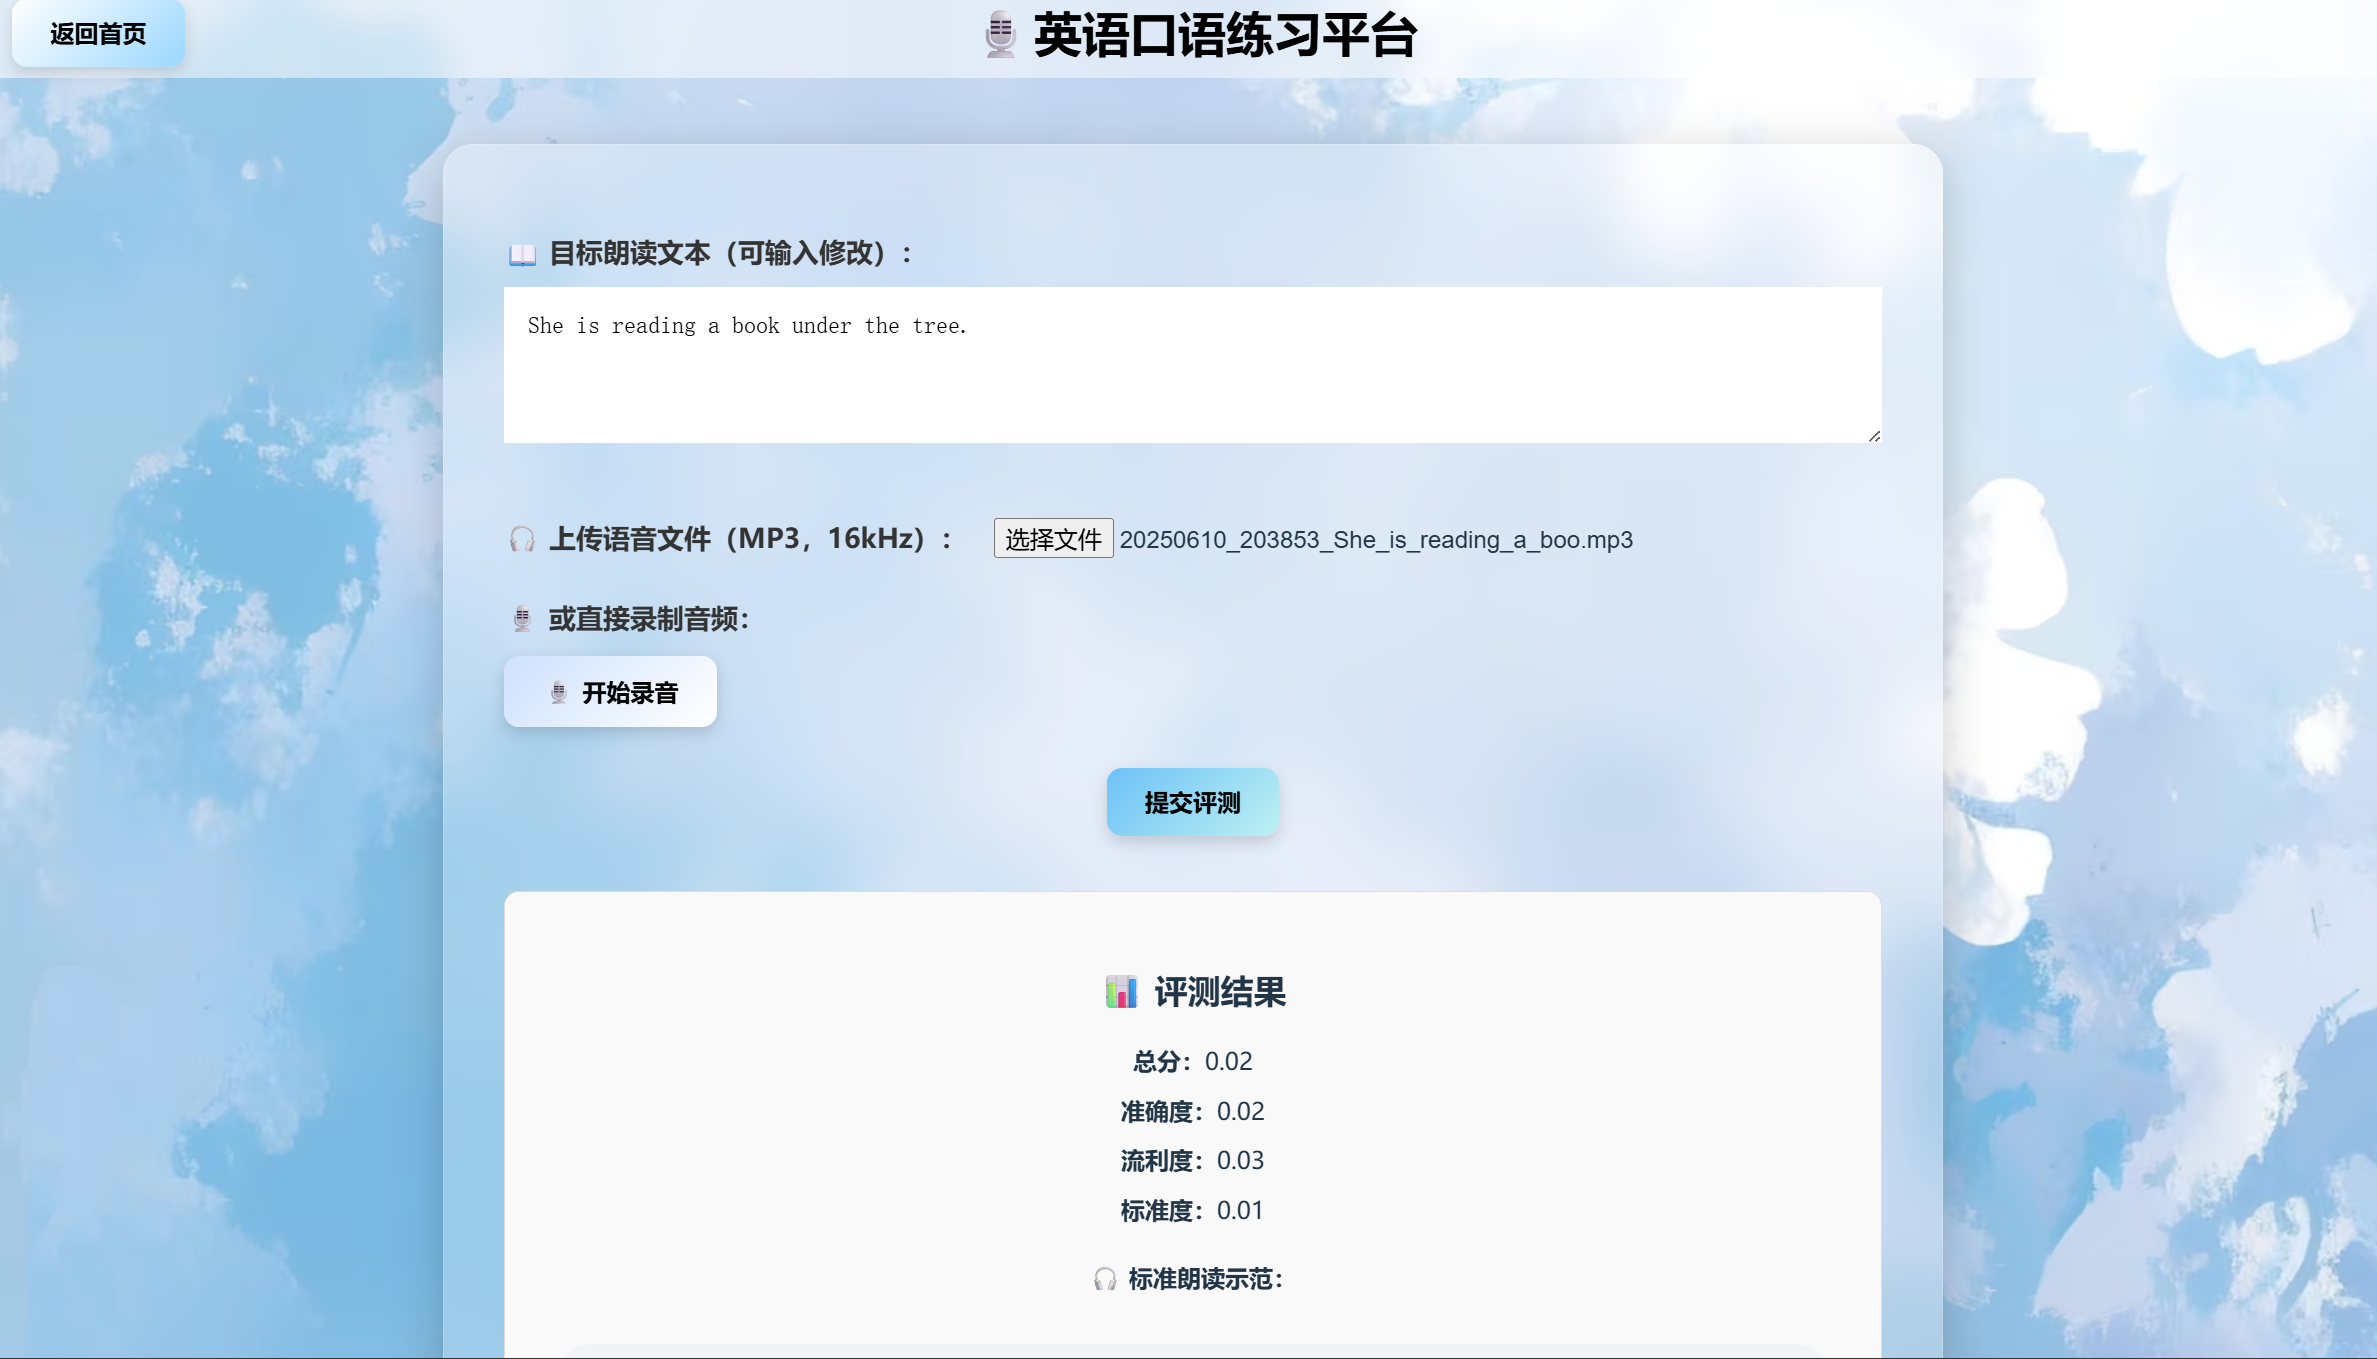 返回首页
英语口语练习平台
目标朗读文本（可输入修改）：
She is reading a book under the tree.
上传语音文件（MP3，16kHz）： 选择文件 20250610_203853_She_is_reading_a_boo.mp3
或直接录制音频：
开始录音
提交评测
评测结果
总分：0.02
准确度：0.02
流利度：0.03
标准度：0.01
标准朗读示范：